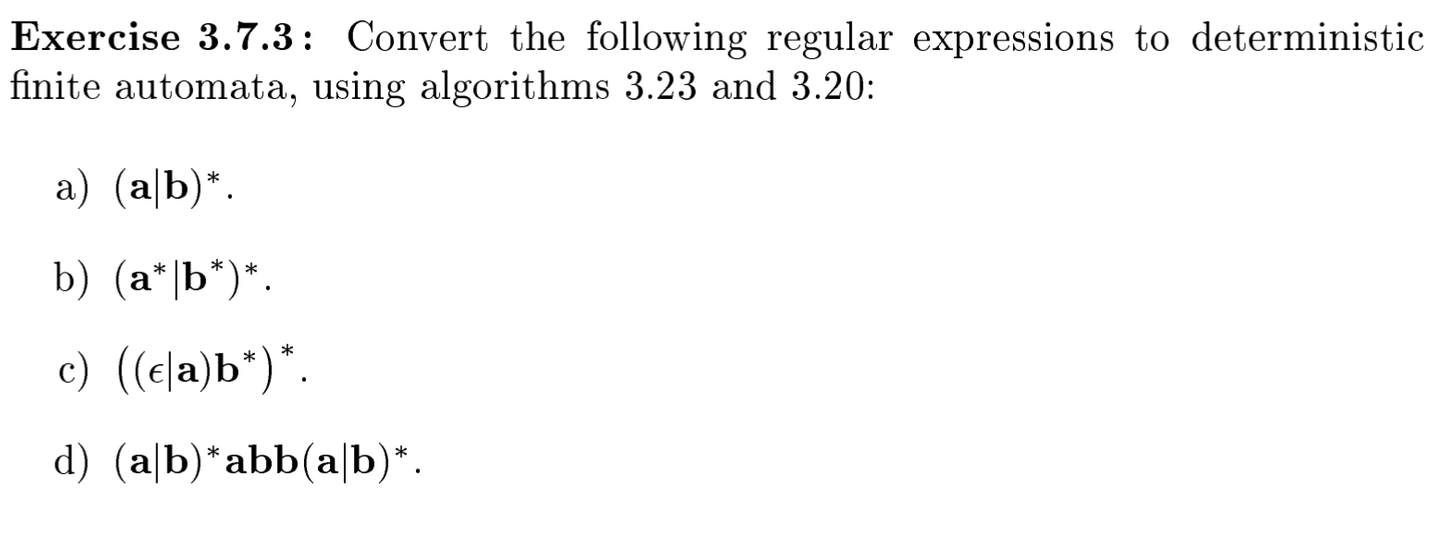 Exercise 3.7.3: Convert the following regular expressions to deterministic
finite automata, using algorithms 3.23 and 3.20:
a) (a|b)*.
b) (a*|b*)*.
c) ((ϵ|a)b*)*.
d) (a|b)*abb(a|b)*.